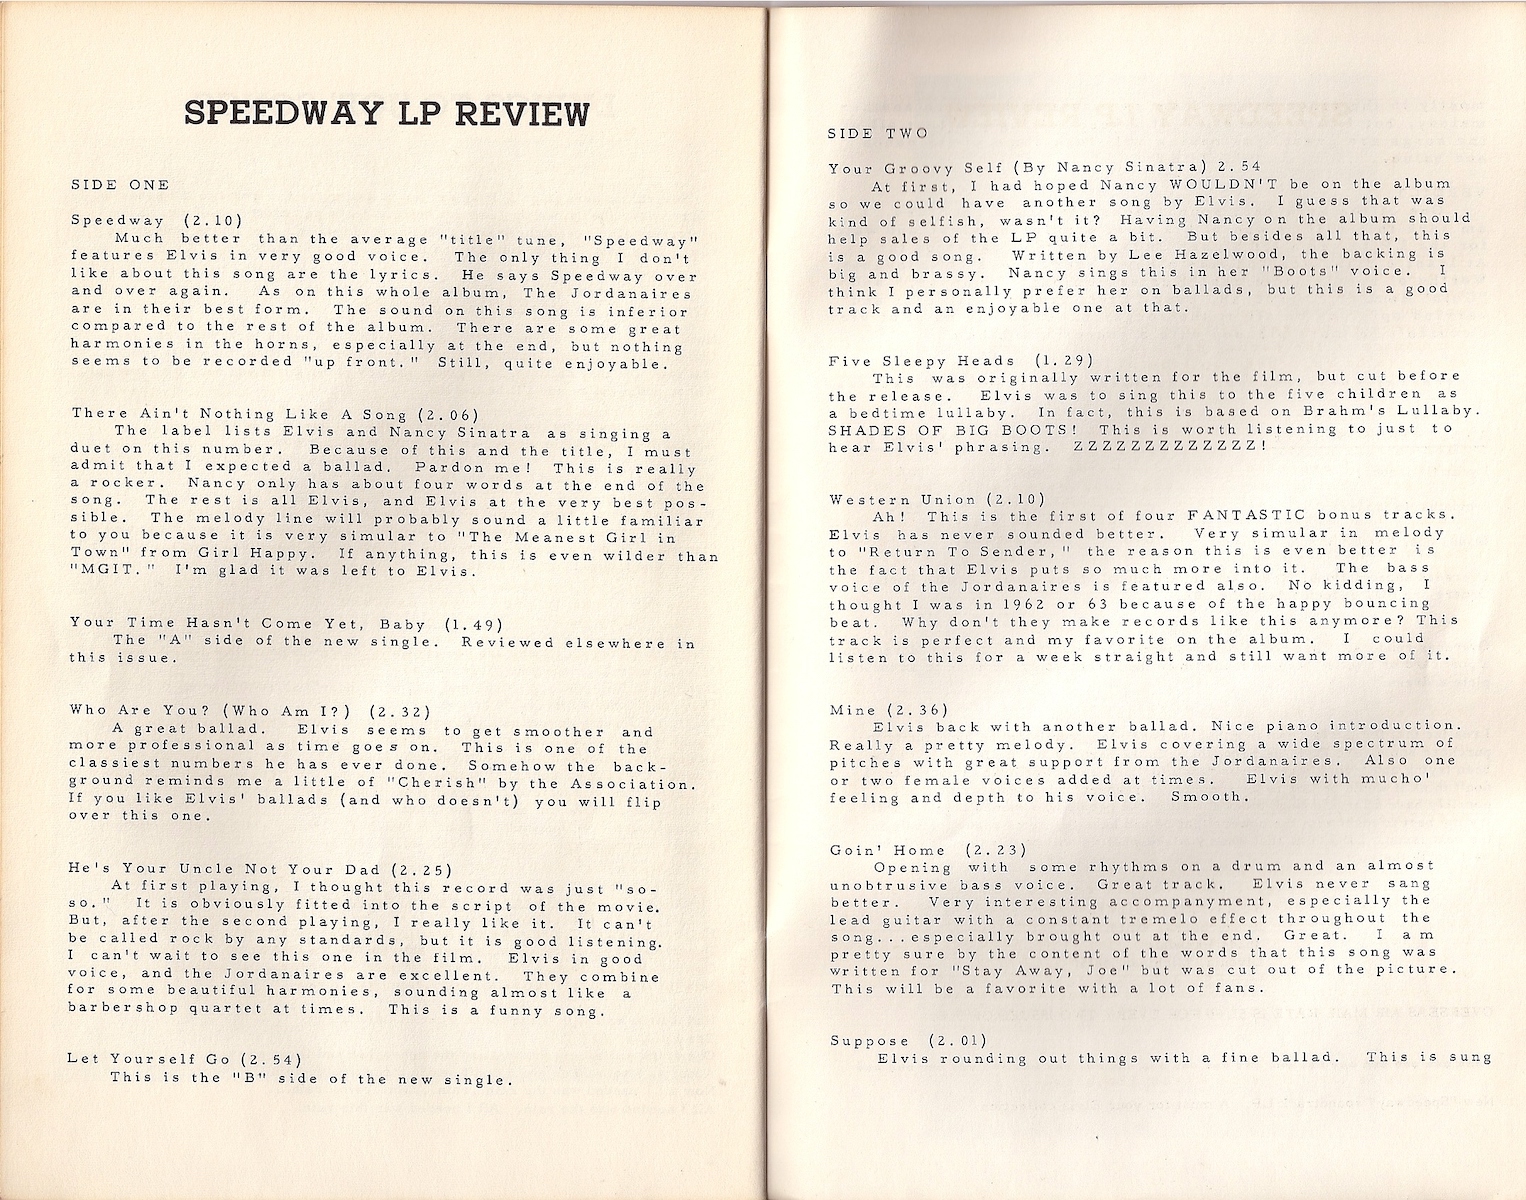 SPEEDWAY LP REVIEW
SIDE ONE
Speedway (2.10)
Much better than the average "title" tune, "Speedway"
features Elvis in very good voice. The only thing I don't
like about this song are the lyrics. He says Speedway over
and over again. As on this whole album, The Jordanaires
are in their best form. The sound on this song is inferior
compared to the rest of the album. There are some great
harmonies in the horns, especially at the end, but nothing
seems to be recorded "up front." Still, quite enjoyable.
There Ain't Nothing Like A Song (2.06)
The label lists Elvis and Nancy Sinatra as singing a
duet on this number. Because of this and the title, I must
admit that I expected a ballad. Pardon me! This is really
a rocker. Nancy only has about four words at the end of the
song. The rest is all Elvis, and Elvis at the very best pos-
sible. The melody line will probably sound a little familiar
to you because it is very simular to "The Meanest Girl in
Town" from Girl Happy. If anything, this is even wilder than
"MGIT." I'm glad it was left to Elvis.
Your Time Hasn't Come Yet, Baby (1.49)
The "A" side of the new single. Reviewed elsewhere in
this issue.
Who Are You? (Who Am I?) (2.32)
A great ballad. Elvis seems to get smoother and
more professional as time goes on. This is one of the
classiest numbers he has ever done. Somehow the back-
ground reminds me a little of "Cherish" by the Association.
If you like Elvis' ballads (and who doesn't) you will flip
over this one.
He's Your Uncle Not Your Dad (2.25)
At first playing, I thought this record was just "so-
so." It is obviously fitted into the script of the movie.
But, after the second playing, I really like it. It can't
be called rock by any standards, but it is good listening.
I can't wait to see this one in the film. Elvis in good
voice, and the Jordanaires are excellent. They combine
for some beautiful harmonies, sounding almost like a
barbershop quartet at times. This is a funny song.
Let Yourself Go (2.54)
This is the "B" side of the new single.
SIDE TWO
Your Groovy Self (By Nancy Sinatra) 2.54
At first, I had hoped Nancy WOULDN'T be on the album
so we could have another song by Elvis. I guess that was
kind of selfish, wasn't it? Having Nancy on the album should
help sales of the LP quite a bit. But besides all that, this
is a good song. Written by Lee Hazelwood, the backing is
big and brassy. Nancy sings this in her "Boots" voice. I
think I personally prefer her on ballads, but this is a good
track and an enjoyable one at that.
Five Sleepy Heads (1.29)
This was originally written for the film, but cut before
the release. Elvis was to sing this to the five children as
a bedtime lullaby. In fact, this is based on Brahm's Lullaby.
SHADES OF BIG BOOTS! This is worth listening to just to
hear Elvis' phrasing. ZZZZZZZZZZZZZ!
Western Union (2.10)
Ah! This is the first of four FANTASTIC bonus tracks.
Elvis has never sounded better. Very simular in melody
to "Return To Sender," the reason this is even better is
the fact that Elvis puts so much more into it. The bass
voice of the Jordanaires is featured also. No kidding, I
thought I was in 1962 or 63 because of the happy bouncing
beat. Why don't they make records like this anymore? This
track is perfect and my favorite on the album. I could
listen to this for a week straight and still want more of it.
Mine (2.36)
Elvis back with another ballad. Nice piano introduction.
Really a pretty melody. Elvis covering a wide spectrum of
pitches with great support from the Jordanaires. Also one
or two female voices added at times. Elvis with mucho'
feeling and depth to his voice. Smooth.
Goin' Home (2.23)
Opening with some rhythms on a drum and an almost
unobtrusive bass voice. Great track. Elvis never sang
better. Very interesting accompanyment, especially the
lead guitar with a constant tremelo effect throughout the
song...especially brought out at the end. Great. I am
pretty sure by the content of the words that this song was
written for "Stay Away, Joe" but was cut out of the picture.
This will be a favorite with a lot of fans.
Suppose (2.01)
Elvis rounding out things with a fine ballad. This is sung